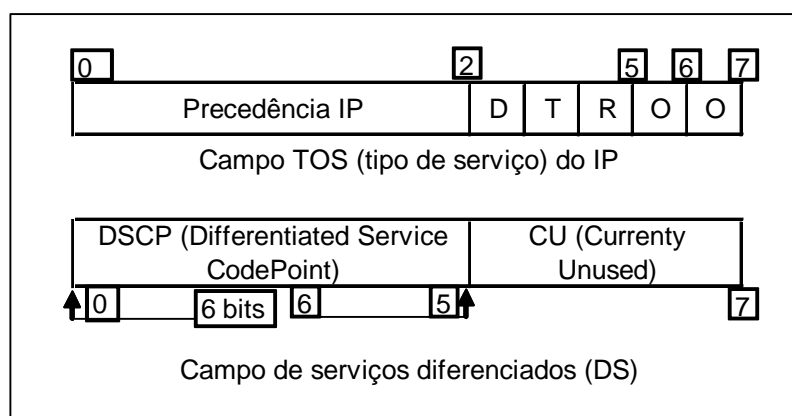 0 2 5 6 7
Precedência IP D T R O O
Campo TOS (tipo de serviço) do IP
DSCP (Differentiated Service CU (Currenty
CodePoint) Unused)
0 6 bits 6 5 7
Campo de serviços diferenciados (DS)